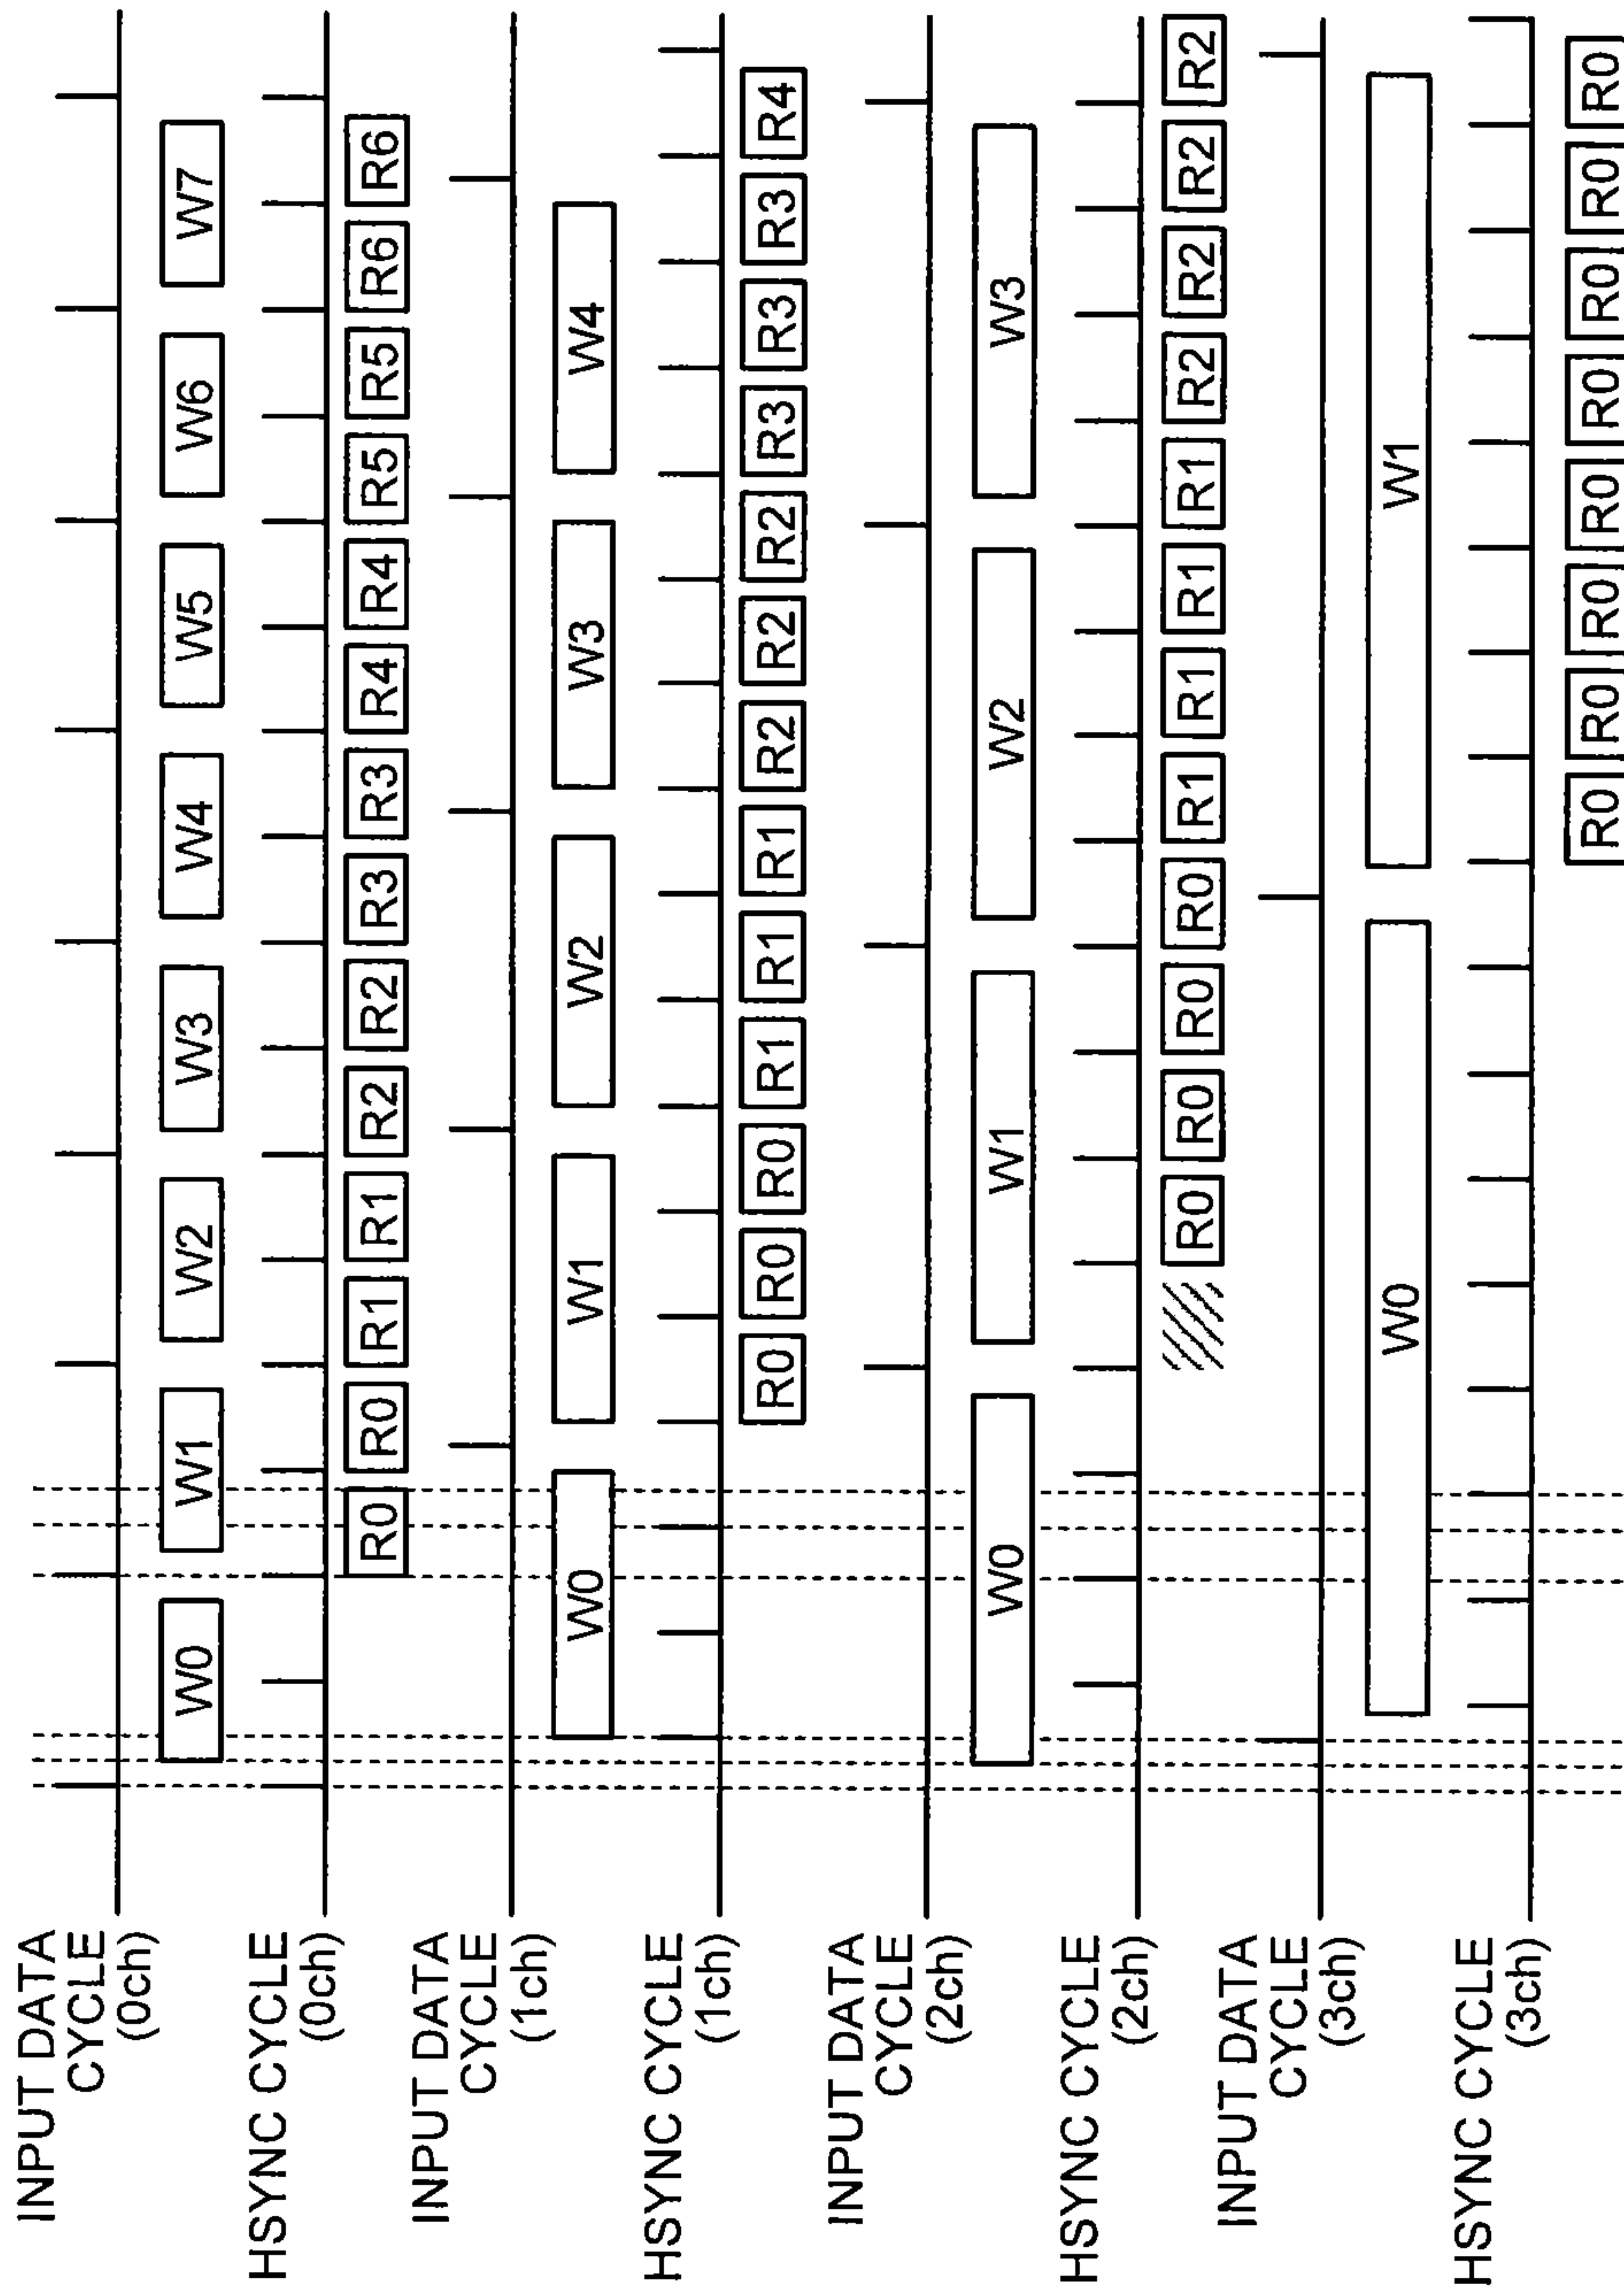 INPUT DATA
CYCLE
(0ch)
W0 W1 W2 W3 W4 W5 W6 W7
HSYNC CYCLE
(0ch)
R0 R0 R1 R1 R2 R2 R3 R3 R4 R4 R5 R5 R6 R6
INPUT DATA
CYCLE
(1ch)
W0 W1 W2 W3 W4
HSYNC CYCLE
(1ch)
R0 R0 R0 R1 R1 R1 R2 R2 R2 R3 R3 R3 R4
INPUT DATA
CYCLE
(2ch)
W0 W1 W2 W3
HSYNC CYCLE
(2ch)
R0 R0 R0 R0 R1 R1 R1 R1 R2 R2 R2 R2
INPUT DATA
CYCLE
(3ch)
W0 W1
HSYNC CYCLE
(3ch)
R0 R0 R0 R0 R0 R0 R0 R0